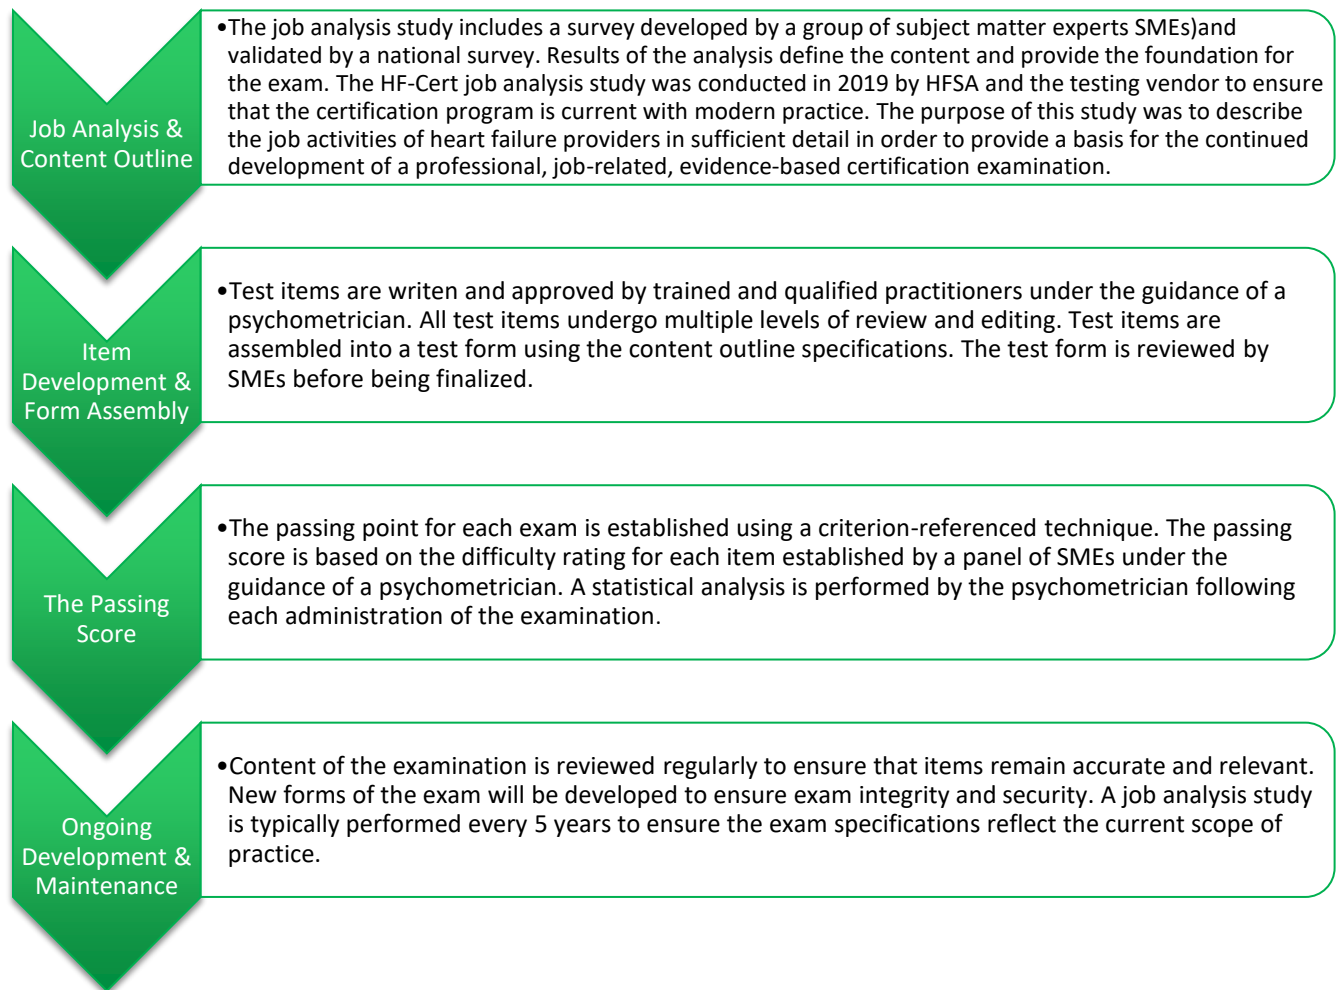 Job Analysis &
Content Outline
•The job analysis study includes a survey developed by a group of subject matter experts SMEs)and
validated by a national survey. Results of the analysis define the content and provide the foundation for
the exam. The HF-Cert job analysis study was conducted in 2019 by HFSA and the testing vendor to ensure
that the certification program is current with modern practice. The purpose of this study was to describe
the job activities of heart failure providers in sufficient detail in order to provide a basis for the continued
development of a professional, job-related, evidence-based certification examination.
Item
Development &
Form Assembly
•Test items are writen and approved by trained and qualified practitioners under the guidance of a
psychometrician. All test items undergo multiple levels of review and editing. Test items are
assembled into a test form using the content outline specifications. The test form is reviewed by
SMEs before being finalized.
The Passing
Score
•The passing point for each exam is established using a criterion-referenced technique. The passing
score is based on the difficulty rating for each item established by a panel of SMEs under the
guidance of a psychometrician. A statistical analysis is performed by the psychometrician following
each administration of the examination.
Ongoing
Development &
Maintenance
•Content of the examination is reviewed regularly to ensure that items remain accurate and relevant.
New forms of the exam will be developed to ensure exam integrity and security. A job analysis study
is typically performed every 5 years to ensure the exam specifications reflect the current scope of
practice.